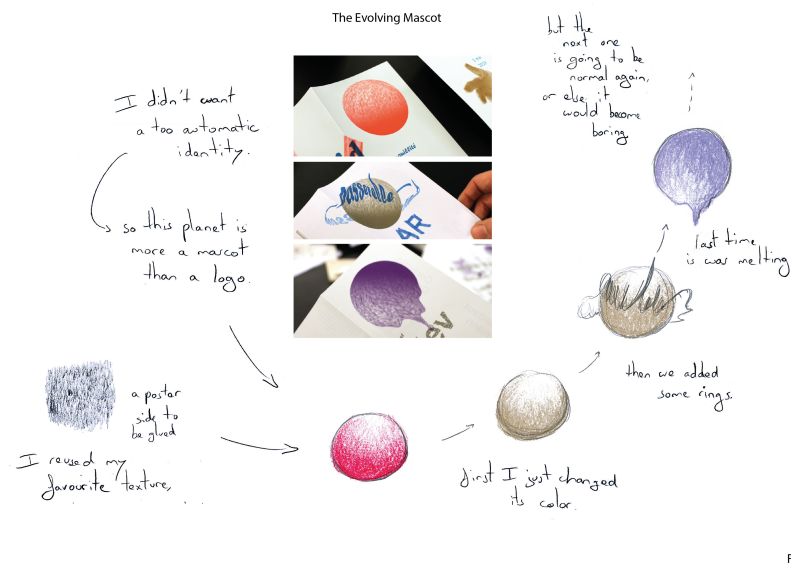 The Evolving Mascot
I didn't want
a too automatic
identity.
so this planet is
more a mascot
than a logo.
a poster
side to
be glued
I reused my
favourite texture,
first I just changed
its color.
then we added
some rings.
last time
is was melting
but the
next one
is going to be
normal again,
or else it
would become
boring
passerelle
AR
F